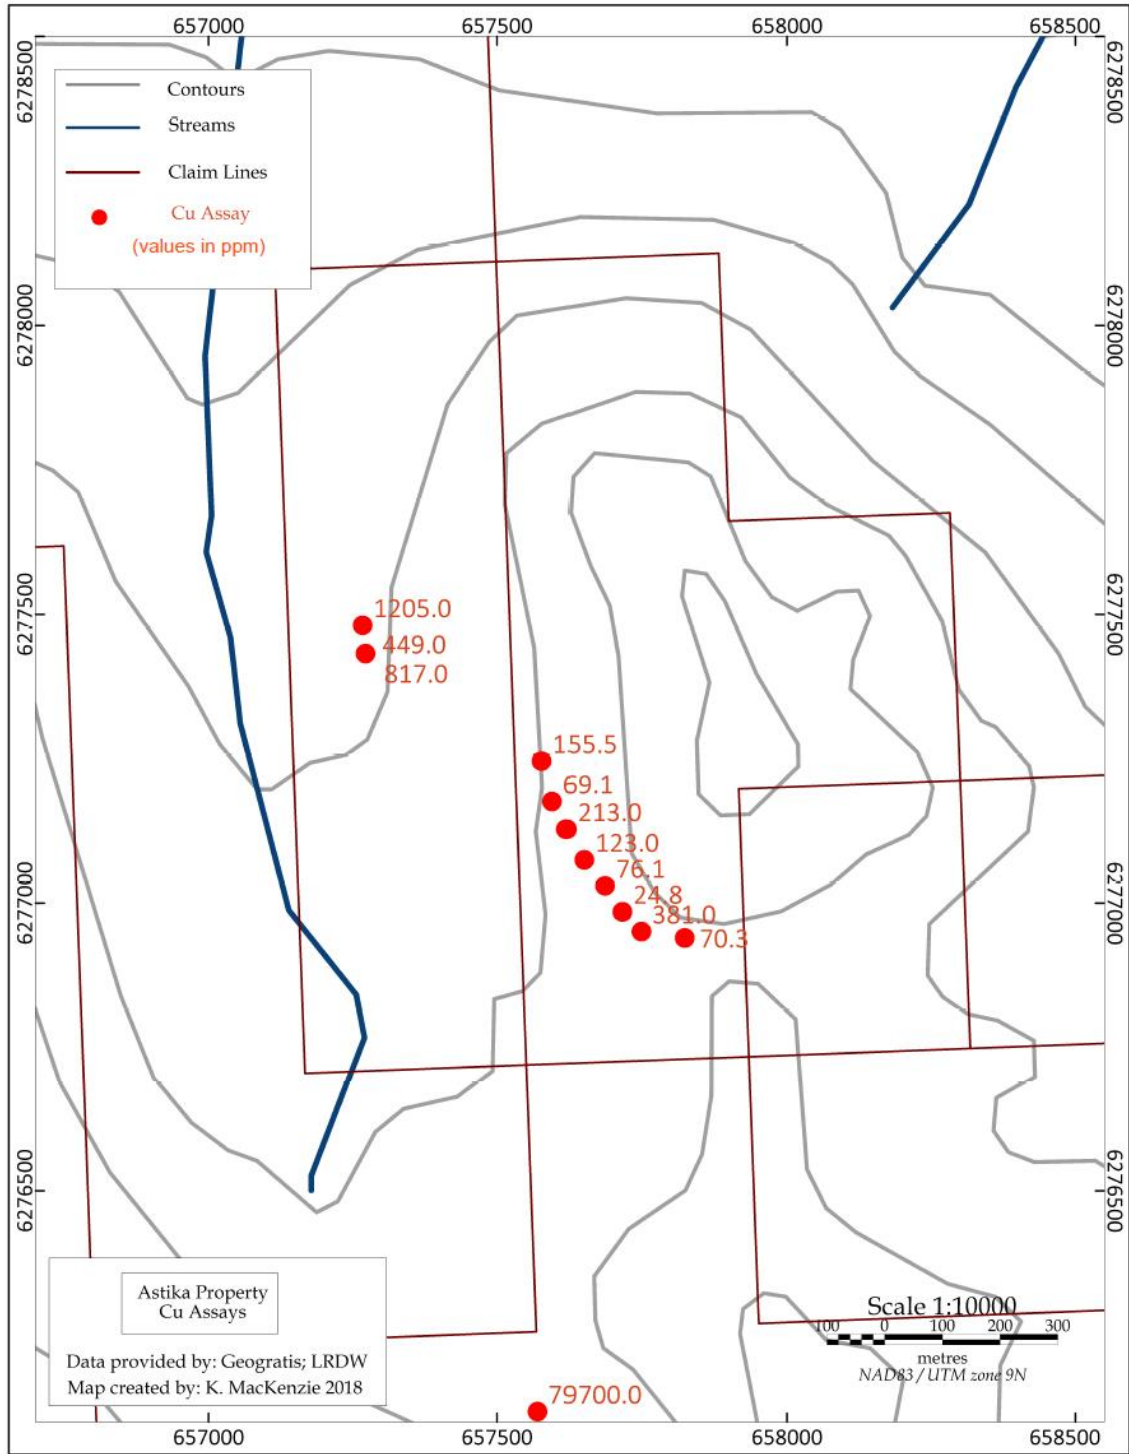 657000
657500
658000
658500
6278500
6278500
Contours
Streams
Claim Lines
Cu Assay
(values in ppm)
6278000
6278000
6277500
6277500
1205.0
449.0
817.0
155.5
69.1
213.0
123.0
76.1
24.8
381.0
70.3
6277000
6277000
6276500
6276500
Astika Property
Cu Assays
Data provided by: Geogratis; LRDW
Map created by: K. MacKenzie 2018
Scale 1:10000
100 0 100 200 300
metres
NAD83 / UTM zone 9N
79700.0
657000
657500
658000
658500